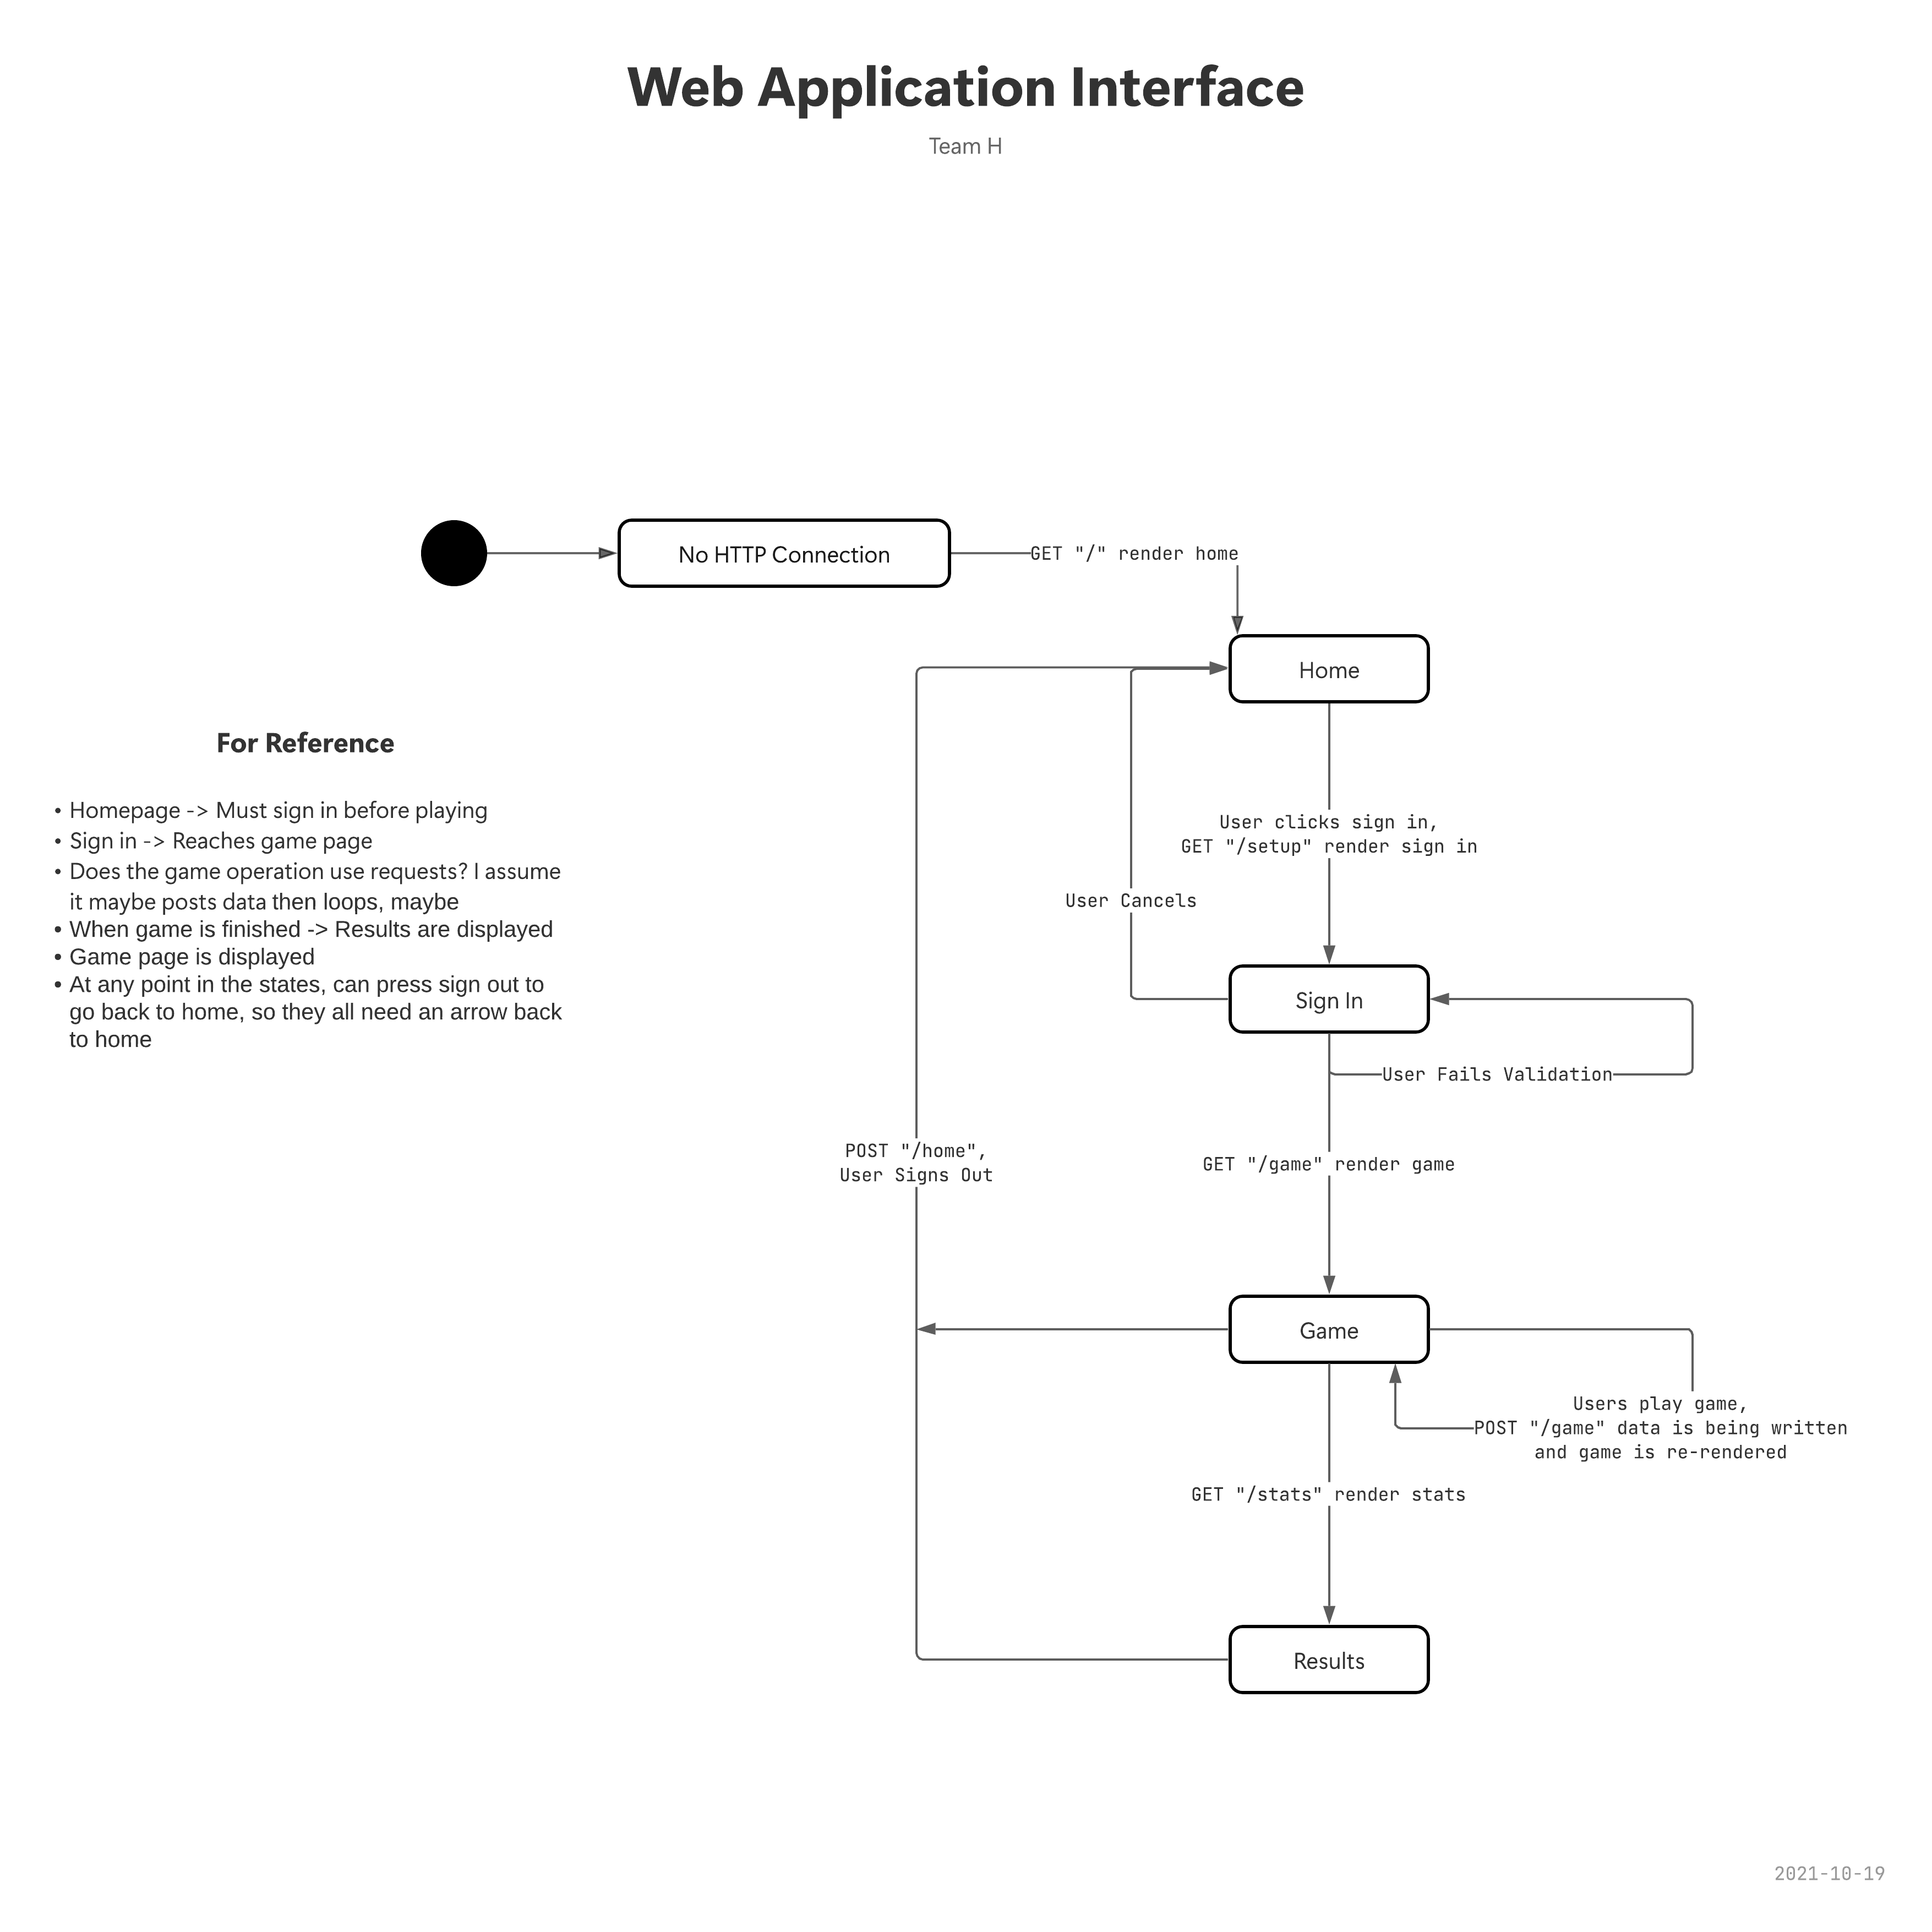 Web Application Interface
Team H
No HTTP Connection
GET "/" render home
Home
For Reference
• Homepage -> Must sign in before playing
• Sign in -> Reaches game page
• Does the game operation use requests? I assume
it maybe posts data then loops, maybe
• When game is finished -> Results are displayed
• Game page is displayed
• At any point in the states, can press sign out to
go back to home, so they all need an arrow back
to home
User clicks sign in,
GET "/setup" render sign in
User Cancels
Sign In
User Fails Validation
POST "/home",
User Signs Out
GET "/game" render game
Game
Users play game,
POST "/game" data is being written
and game is re-rendered
GET "/stats" render stats
Results
2021-10-19